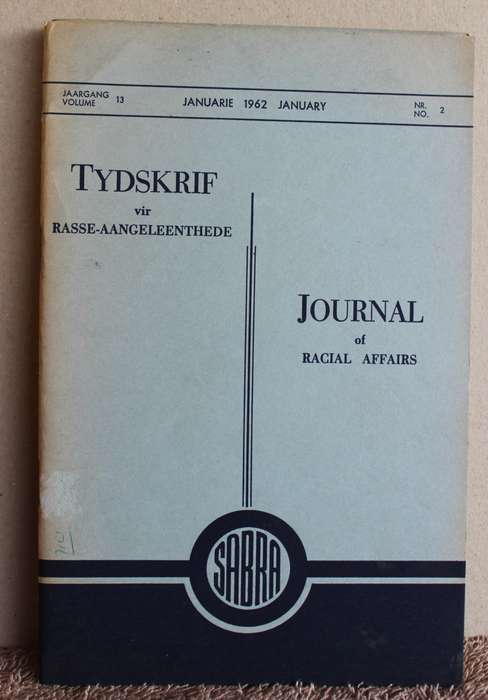 JAARGANG
VOLUME 13
JANUARIE 1962 JANUARY
NR.
NO. 2
TYDSKRIF
vir
RASSE-AANGELEENTHEDE
JOURNAL
of
RACIAL AFFAIRS
SABRA